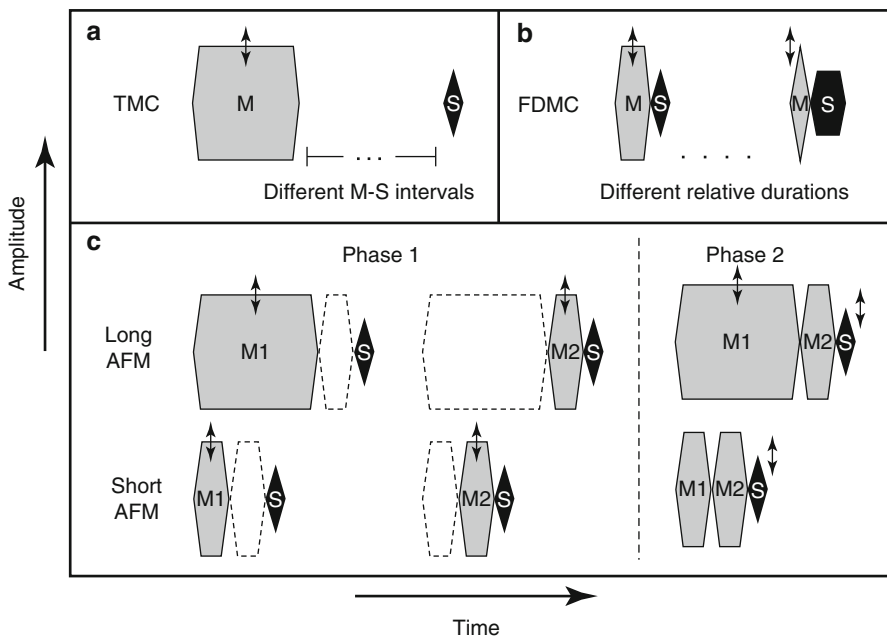 a
TMC
M
S
...
Different M-S intervals
b
FDMC
M
S
. . . .
M
S
Different relative durations
Amplitude
c
Phase 1
Phase 2
Long
AFM
M1
S
M2
S
M1
M2
S
Short
AFM
M1
S
M2
S
M1
M2
S
Time